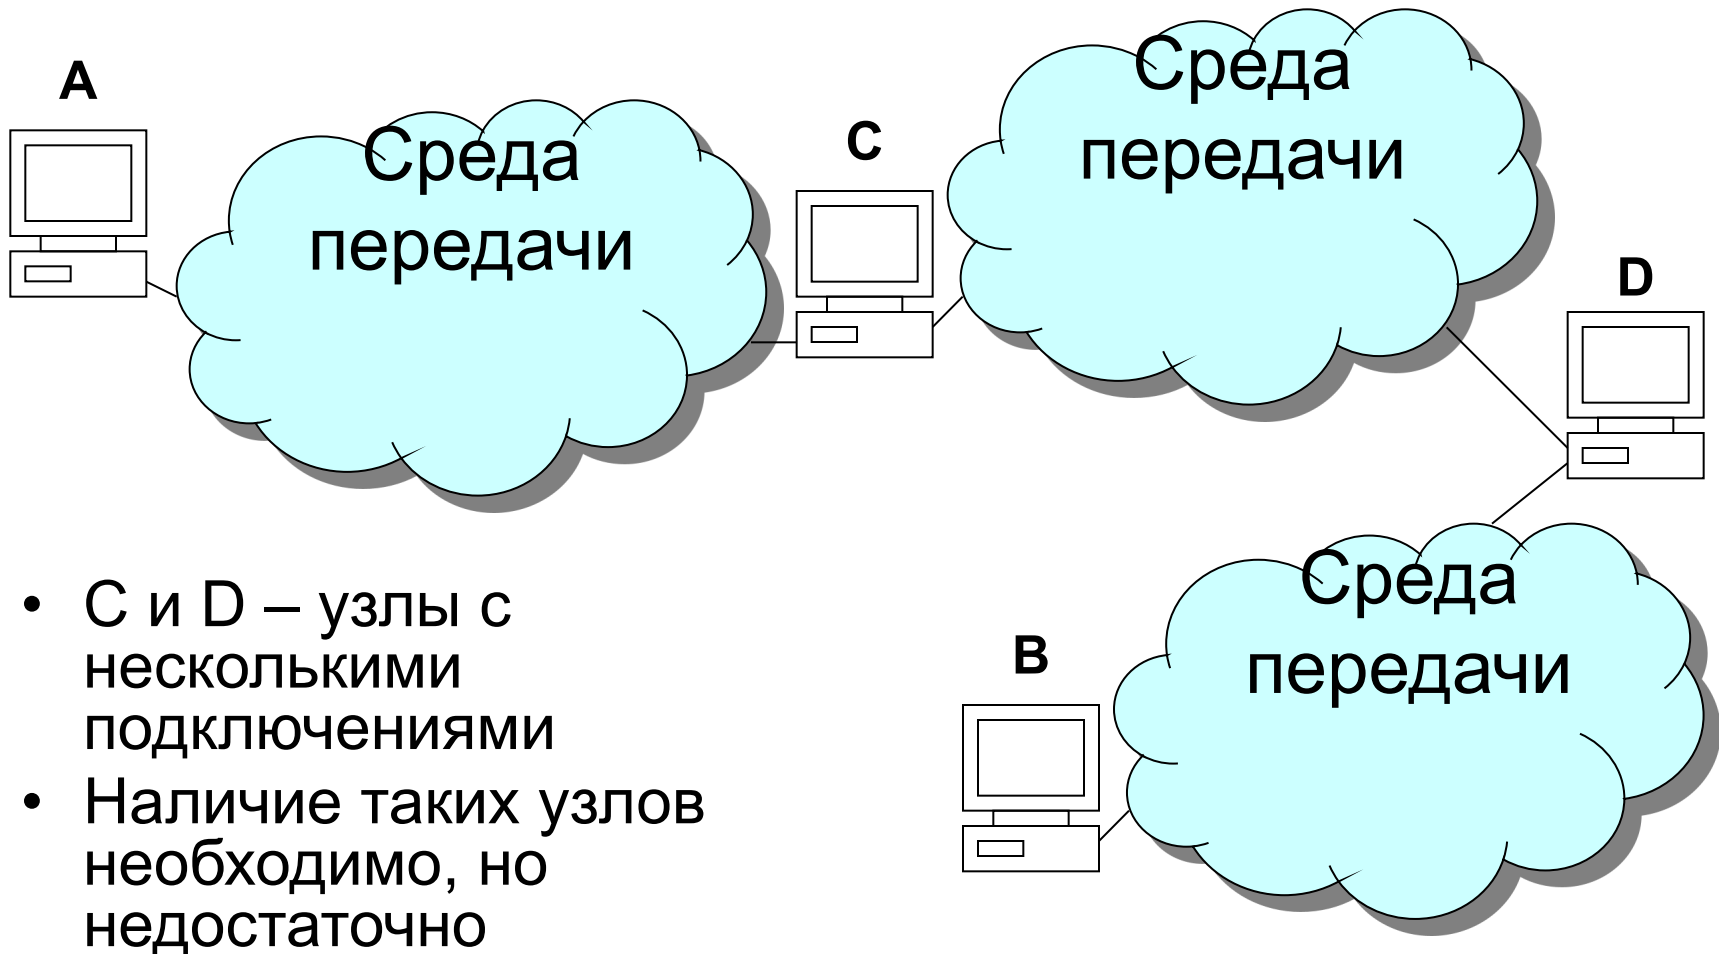 A
Среда
передачи
C
Среда
передачи
D
B
Среда
передачи
• C и D – узлы с
несколькими
подключениями
• Наличие таких узлов
необходимо, но
недостаточно